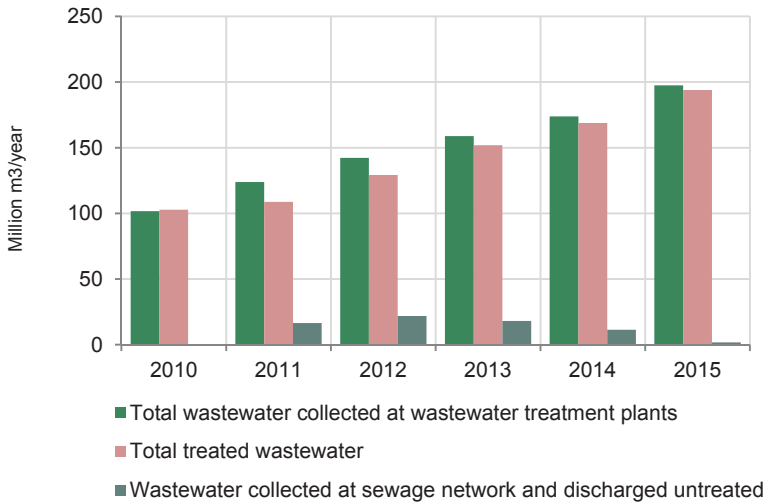 250
200
150
100
50
0
Million m3/year
2010 2011 2012 2013 2014 2015
Total wastewater collected at wastewater treatment plants
Total treated wastewater
Wastewater collected at sewage network and discharged untreated